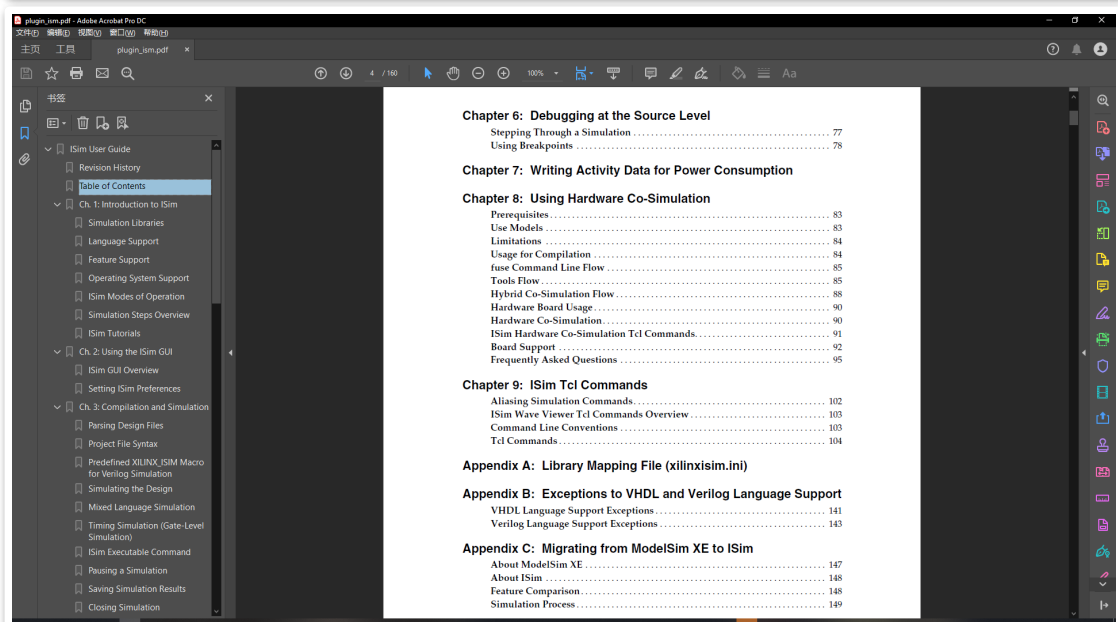 plugin_ism.pdf - Adobe Acrobat Pro DC
文件(F) 编辑(E) 视图(V) 窗口(W) 帮助(H)
主页 工具 plugin_ism.pdf ×
4 / 160 100% Aa
书签 ×
ISim User Guide
Revision History
Table of Contents
Ch. 1: Introduction to ISim
Simulation Libraries
Language Support
Feature Support
Operating System Support
ISim Modes of Operation
Simulation Steps Overview
ISim Tutorials
Ch. 2: Using the ISim GUI
ISim GUI Overview
Setting ISim Preferences
Ch. 3: Compilation and Simulation
Parsing Design Files
Project File Syntax
Predefined XILINX_ISIM Macro
for Verilog Simulation
Simulating the Design
Mixed Language Simulation
Timing Simulation (Gate-Level
Simulation)
ISim Executable Command
Pausing a Simulation
Saving Simulation Results
Closing Simulation
Chapter 6: Debugging at the Source Level
Stepping Through a Simulation 77
Using Breakpoints 78
Chapter 7: Writing Activity Data for Power Consumption
Chapter 8: Using Hardware Co-Simulation
Prerequisites 83
Use Models 83
Limitations 84
Usage for Compilation 84
fuse Command Line Flow 85
Tools Flow 85
Hybrid Co-Simulation Flow 88
Hardware Board Usage 90
Hardware Co-Simulation 90
ISim Hardware Co-Simulation Tcl Commands. 91
Board Support 92
Frequently Asked Questions 95
Chapter 9: ISim Tcl Commands
Aliasing Simulation Commands 102
ISim Wave Viewer Tcl Commands Overview 103
Command Line Conventions 103
Tcl Commands 104
Appendix A: Library Mapping File (xilinxisim.ini)
Appendix B: Exceptions to VHDL and Verilog Language Support
VHDL Language Support Exceptions 141
Verilog Language Support Exceptions 143
Appendix C: Migrating from ModelSim XE to ISim
About ModelSim XE 147
About ISim 148
Feature Comparison 148
Simulation Process 149